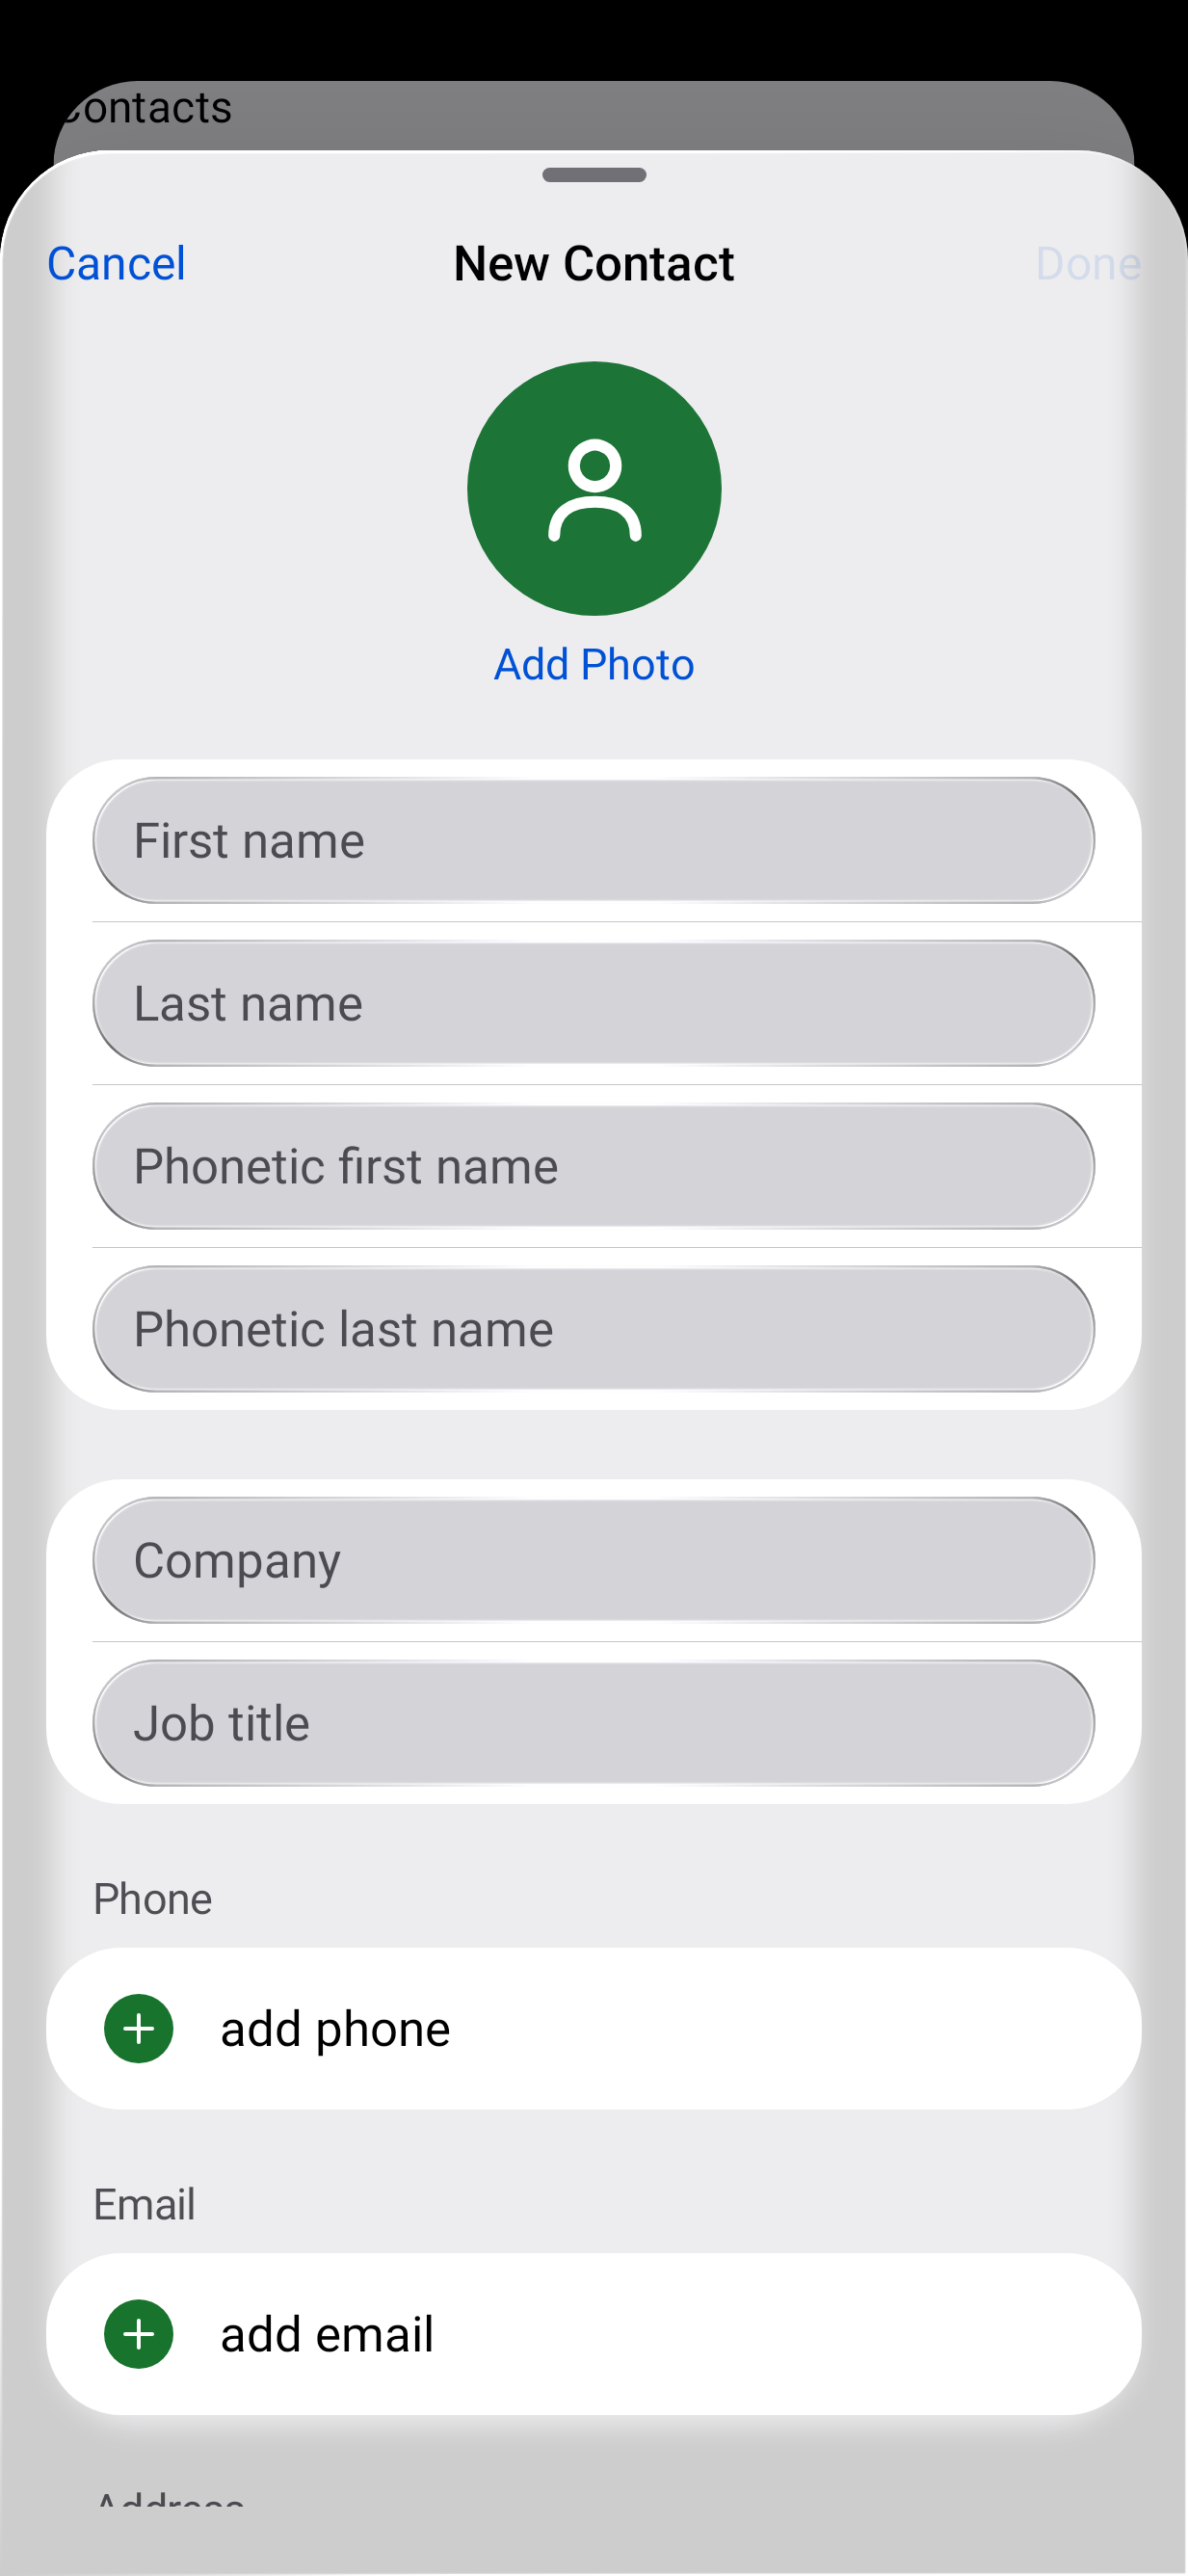 Contacts
Cancel New Contact Done
Add Photo
First name
Last name
Phonetic first name
Phonetic last name
Company
Job title
Phone
add phone
Email
add email
Address